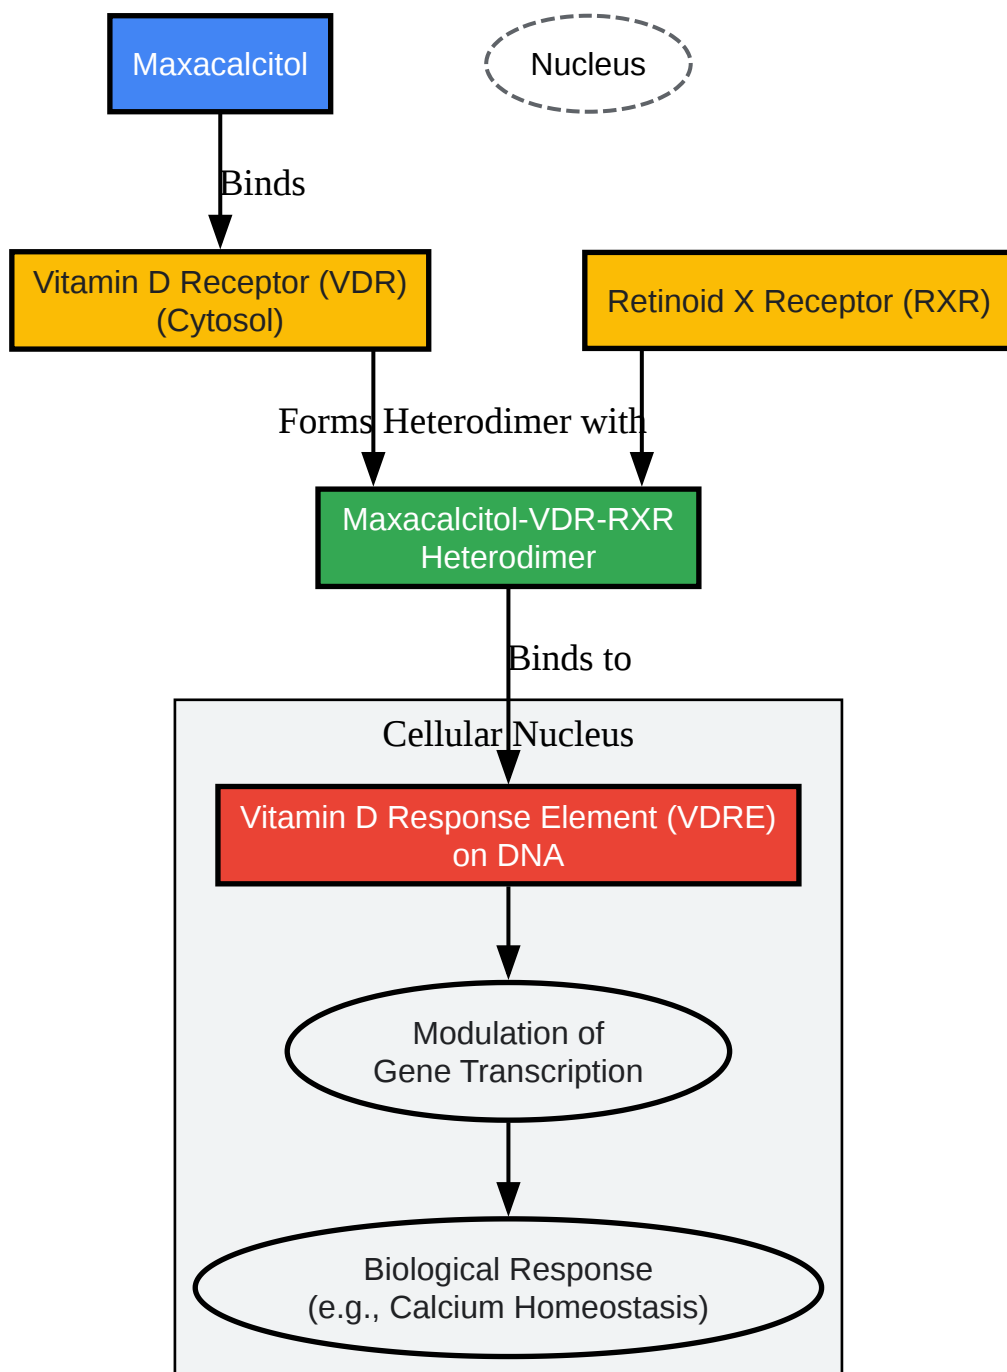 Maxacalcitol
Nucleus
Binds
Vitamin D Receptor (VDR)
(Cytosol)
Retinoid X Receptor (RXR)
Forms Heterodimer with
Maxacalcitol-VDR-RXR
Heterodimer
Binds to
Cellular Nucleus
Vitamin D Response Element (VDRE)
on DNA
Modulation of
Gene Transcription
Biological Response
(e.g., Calcium Homeostasis)